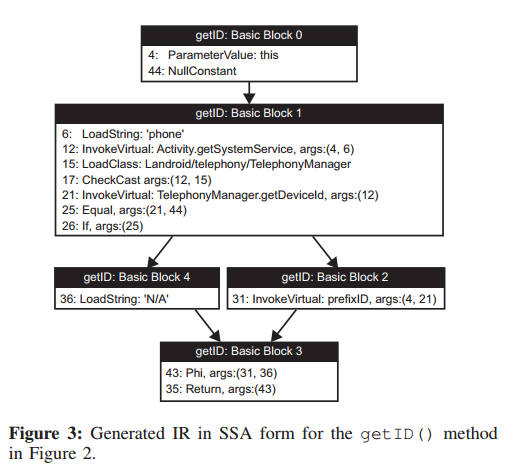 getID: Basic Block 0
4: ParameterValue: this
44: NullConstant
getID: Basic Block 1
6: LoadString: 'phone'
12: InvokeVirtual: Activity.getSystemService, args:(4, 6)
15: LoadClass: Landroid/telephony/TelephonyManager
17: CheckCast args:(12, 15)
21: InvokeVirtual: TelephonyManager.getDeviceId, args:(12)
25: Equal, args:(21, 44)
26: If, args:(25)
getID: Basic Block 4
36: LoadString: 'N/A'
getID: Basic Block 2
31: InvokeVirtual: prefixID, args:(4, 21)
getID: Basic Block 3
43: Phi, args:(31, 36)
35: Return, args:(43)
Figure 3: Generated IR in SSA form for the getID() method
in Figure 2.